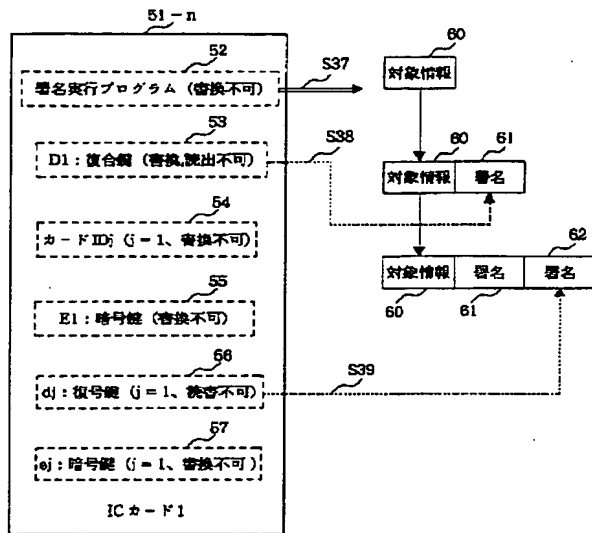 51-n
52
署名実行プログラム (書換不可)
53
D1:復合鍵 (書換,読出不可)
54
カードIDj (j=1、書換不可)
55
E1:暗号鍵 (書換不可)
56
dj:復号鍵 (j=1、読書不可)
57
ej:暗号鍵 (j=1、書換不可)
ICカード1
S37
60
対象情報
S38
60
61
対象情報
署名
62
対象情報
署名
署名
60
61
S39